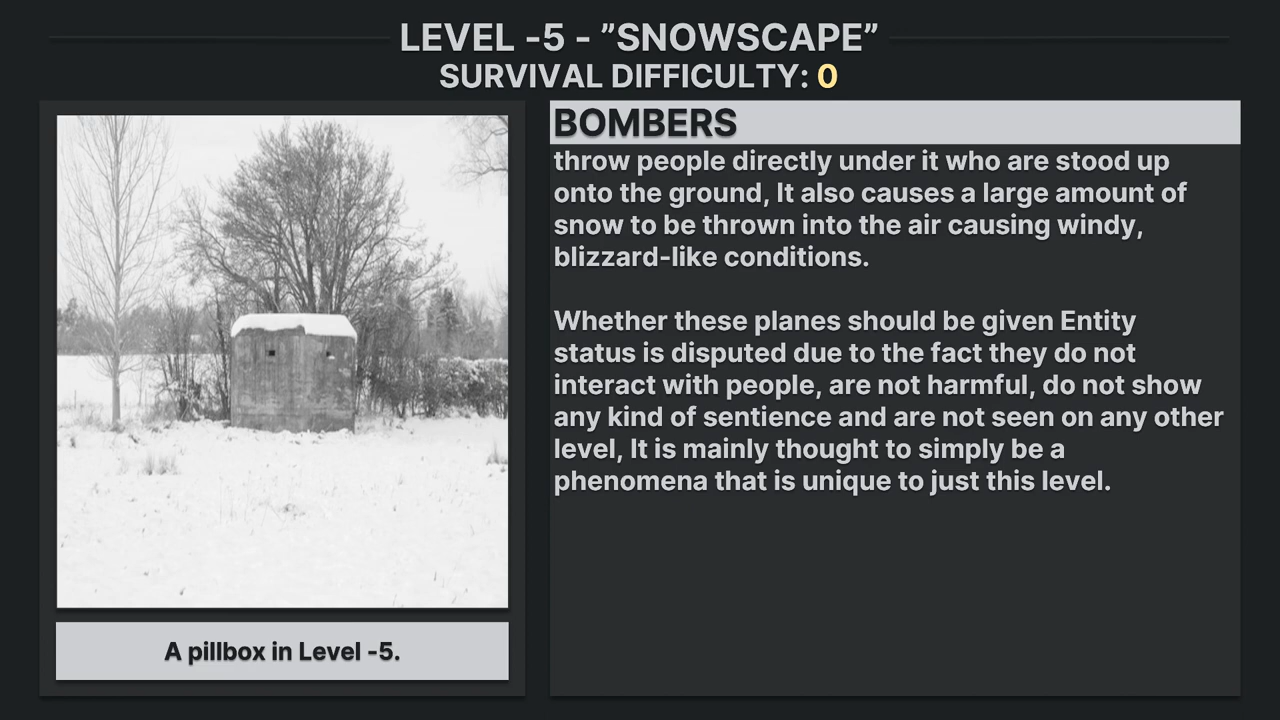 LEVEL -5 - ”SNOWSCAPE”
SURVIVAL DIFFICULTY: 0
BOMBERS
throw people directly under it who are stood up
onto the ground, It also causes a large amount of
snow to be thrown into the air causing windy,
blizzard-like conditions.
Whether these planes should be given Entity
status is disputed due to the fact they do not
interact with people, are not harmful, do not show
any kind of sentience and are not seen on any other
level, It is mainly thought to simply be a
phenomena that is unique to just this level.
A pillbox in Level -5.